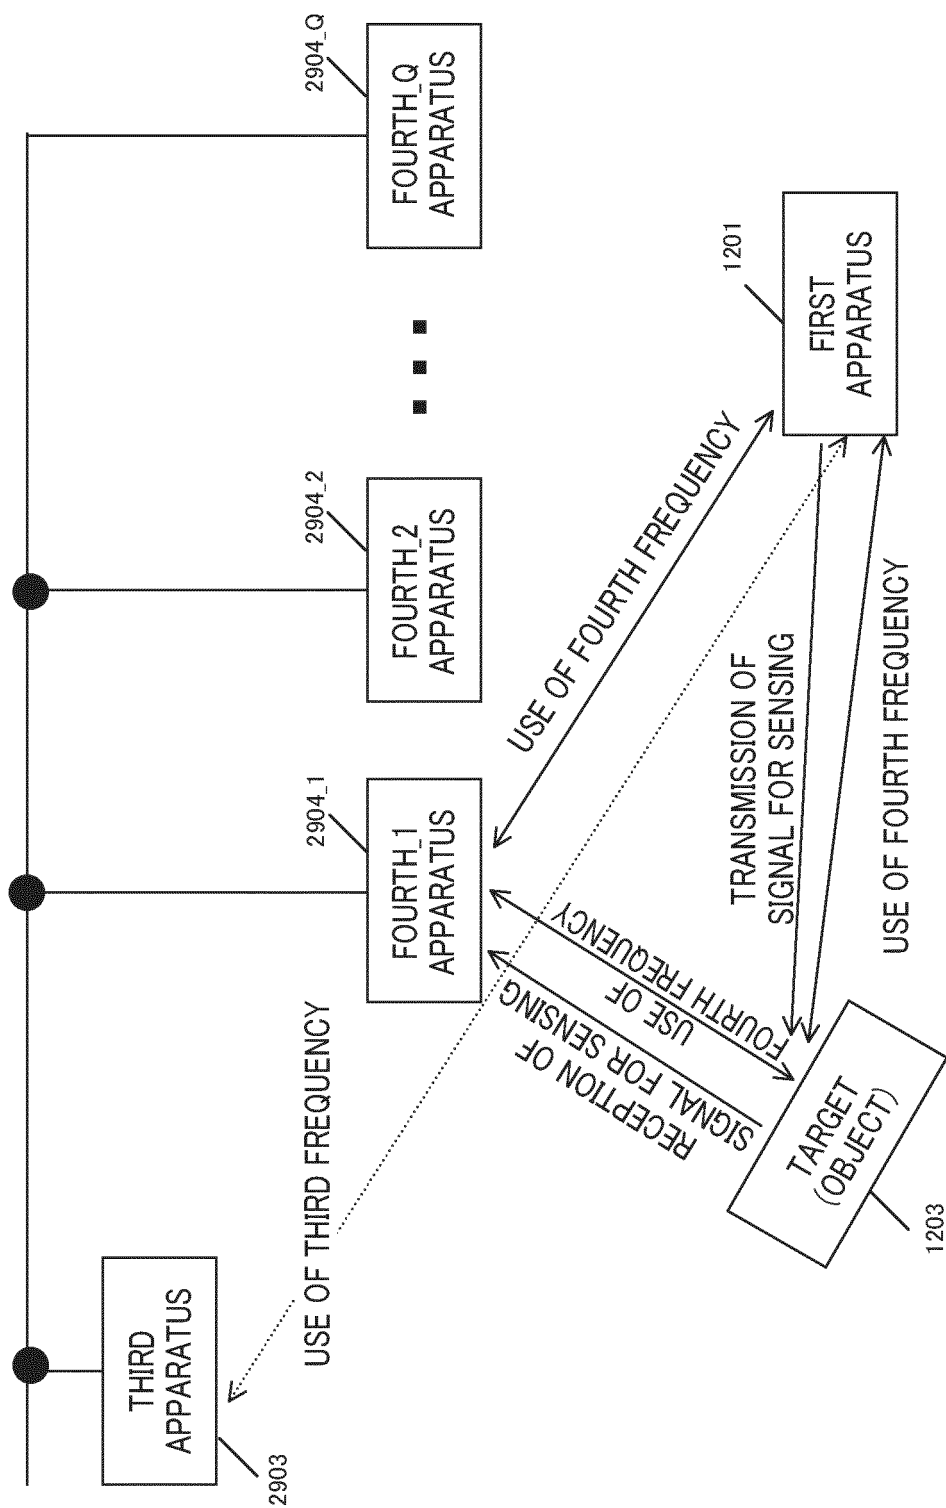 THIRD
APPARATUS
2903
USE OF THIRD FREQUENCY
FOURTH_1
APPARATUS
2904_1
FOURTH_2
APPARATUS
2904_2
FOURTH_Q
APPARATUS
2904_Q
RECEPTION OF
SIGNAL FOR SENSING
USE OF
FOURTH FREQUENCY
USE OF FOURTH FREQUENCY
TRANSMISSION OF
SIGNAL FOR SENSING
USE OF FOURTH FREQUENCY
TARGET
(OBJECT)
1203
FIRST
APPARATUS
1201